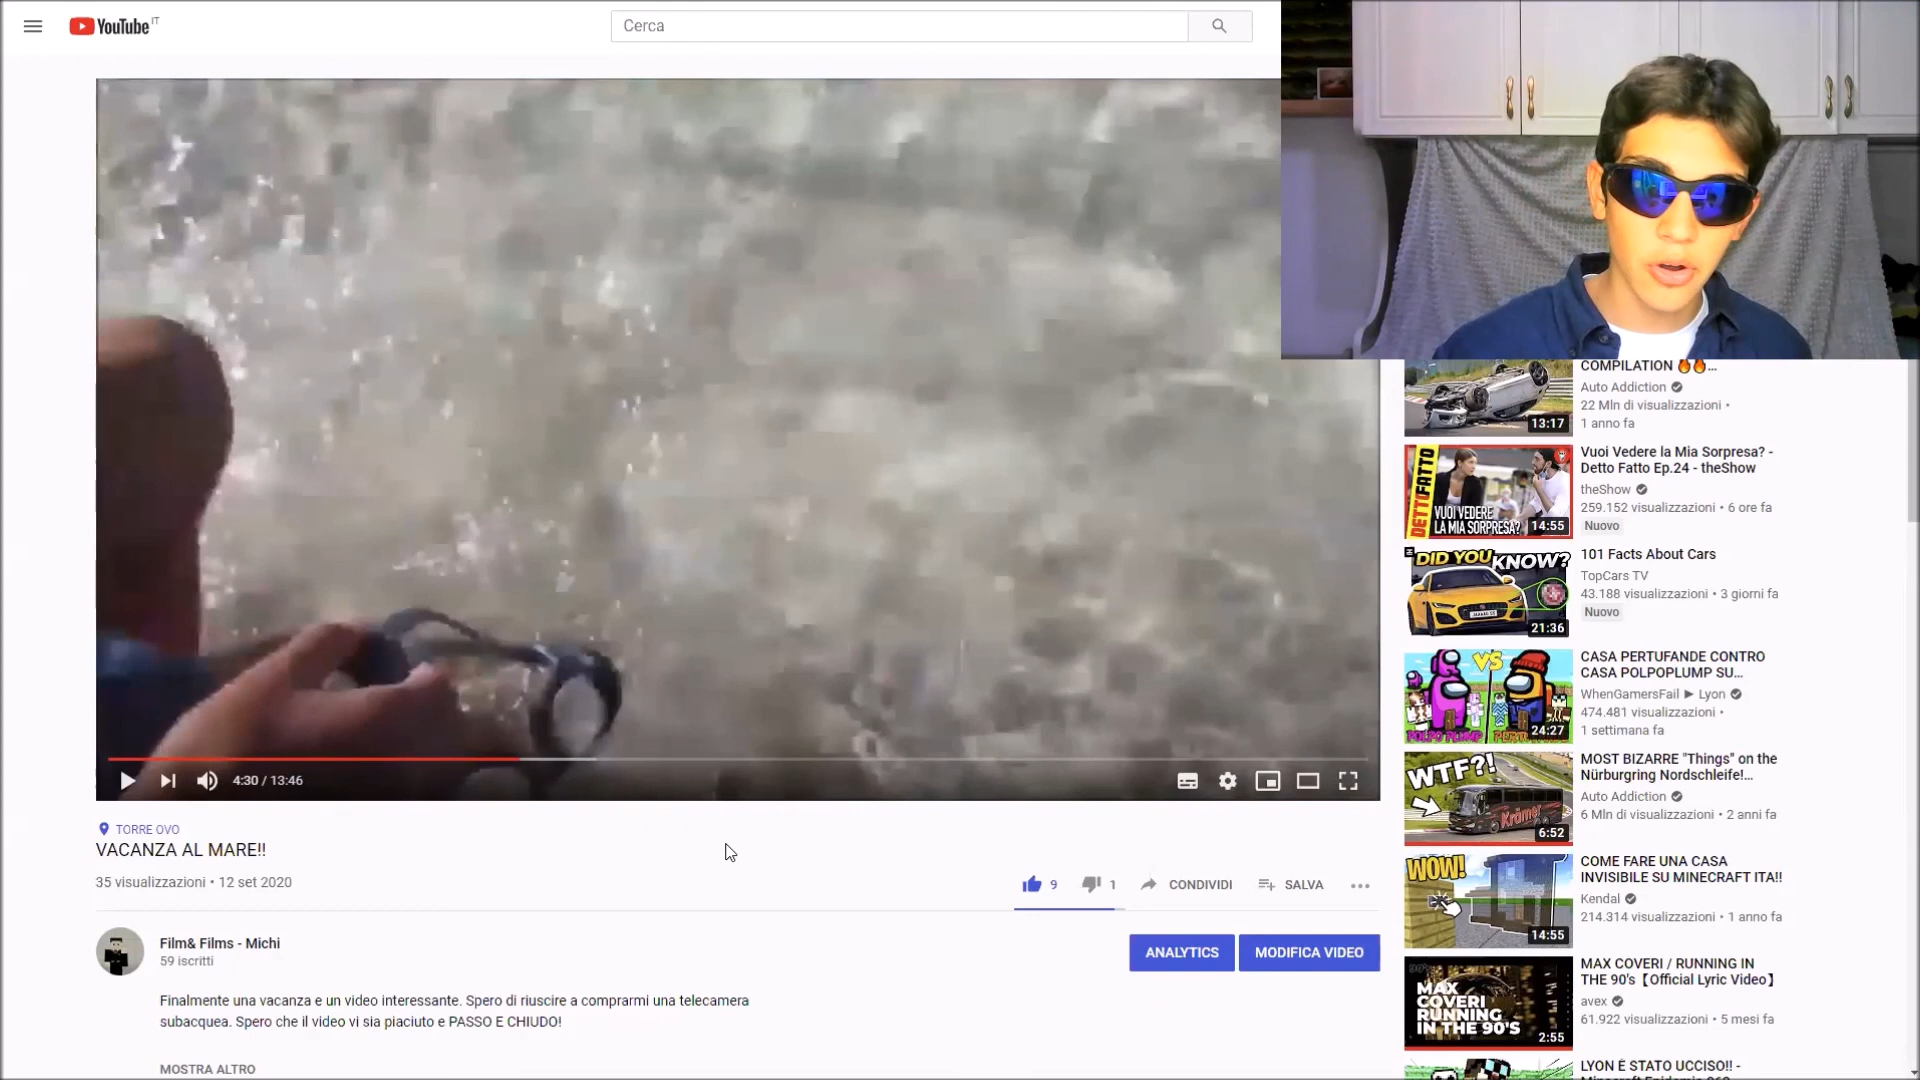 YouTube IT
Cerca
4:30 / 13:46
TORRE OVO
VACANZA AL MARE!!
35 visualizzazioni • 12 set 2020
9
1
CONDIVIDI
SALVA
Film& Films - Michi
59 iscritti
ANALYTICS
MODIFICA VIDEO
Finalmente una vacanza e un video interessante. Spero di riuscire a comprarmi una telecamera
subacquea. Spero che il video vi sia piaciuto e PASSO E CHIUDO!
MOSTRA ALTRO
13:17
COMPILATION 🔥🔥...
Auto Addiction
22 Mln di visualizzazioni •
1 anno fa
DETTO FATTO
VUOI VEDERE
LA MIA SORPRESA?
14:55
Vuoi Vedere la Mia Sorpresa? -
Detto Fatto Ep.24 - theShow
theShow
259.152 visualizzazioni • 6 ore fa
Nuovo
DID YOU KNOW?
21:36
101 Facts About Cars
TopCars TV
43.188 visualizzazioni • 3 giorni fa
Nuovo
VS
POLPO PLUMP
24:27
CASA PERTUFANDE CONTRO
CASA POLPOPLUMP SU...
WhenGamersFail ► Lyon
474.481 visualizzazioni •
1 settimana fa
WTF?!
Krämer
6:52
MOST BIZARRE "Things" on the
Nürburgring Nordschleife!...
Auto Addiction
6 Mln di visualizzazioni • 2 anni fa
WOW!
14:55
COME FARE UNA CASA
INVISIBILE SU MINECRAFT ITA!!
Kendal
214.314 visualizzazioni • 1 anno fa
MAX
COVERI
RUNNING
IN THE 90'S
2:55
MAX COVERI / RUNNING IN
THE 90's【Official Lyric Video】
avex
61.922 visualizzazioni • 5 mesi fa
LYON È STATO UCCISO!! -